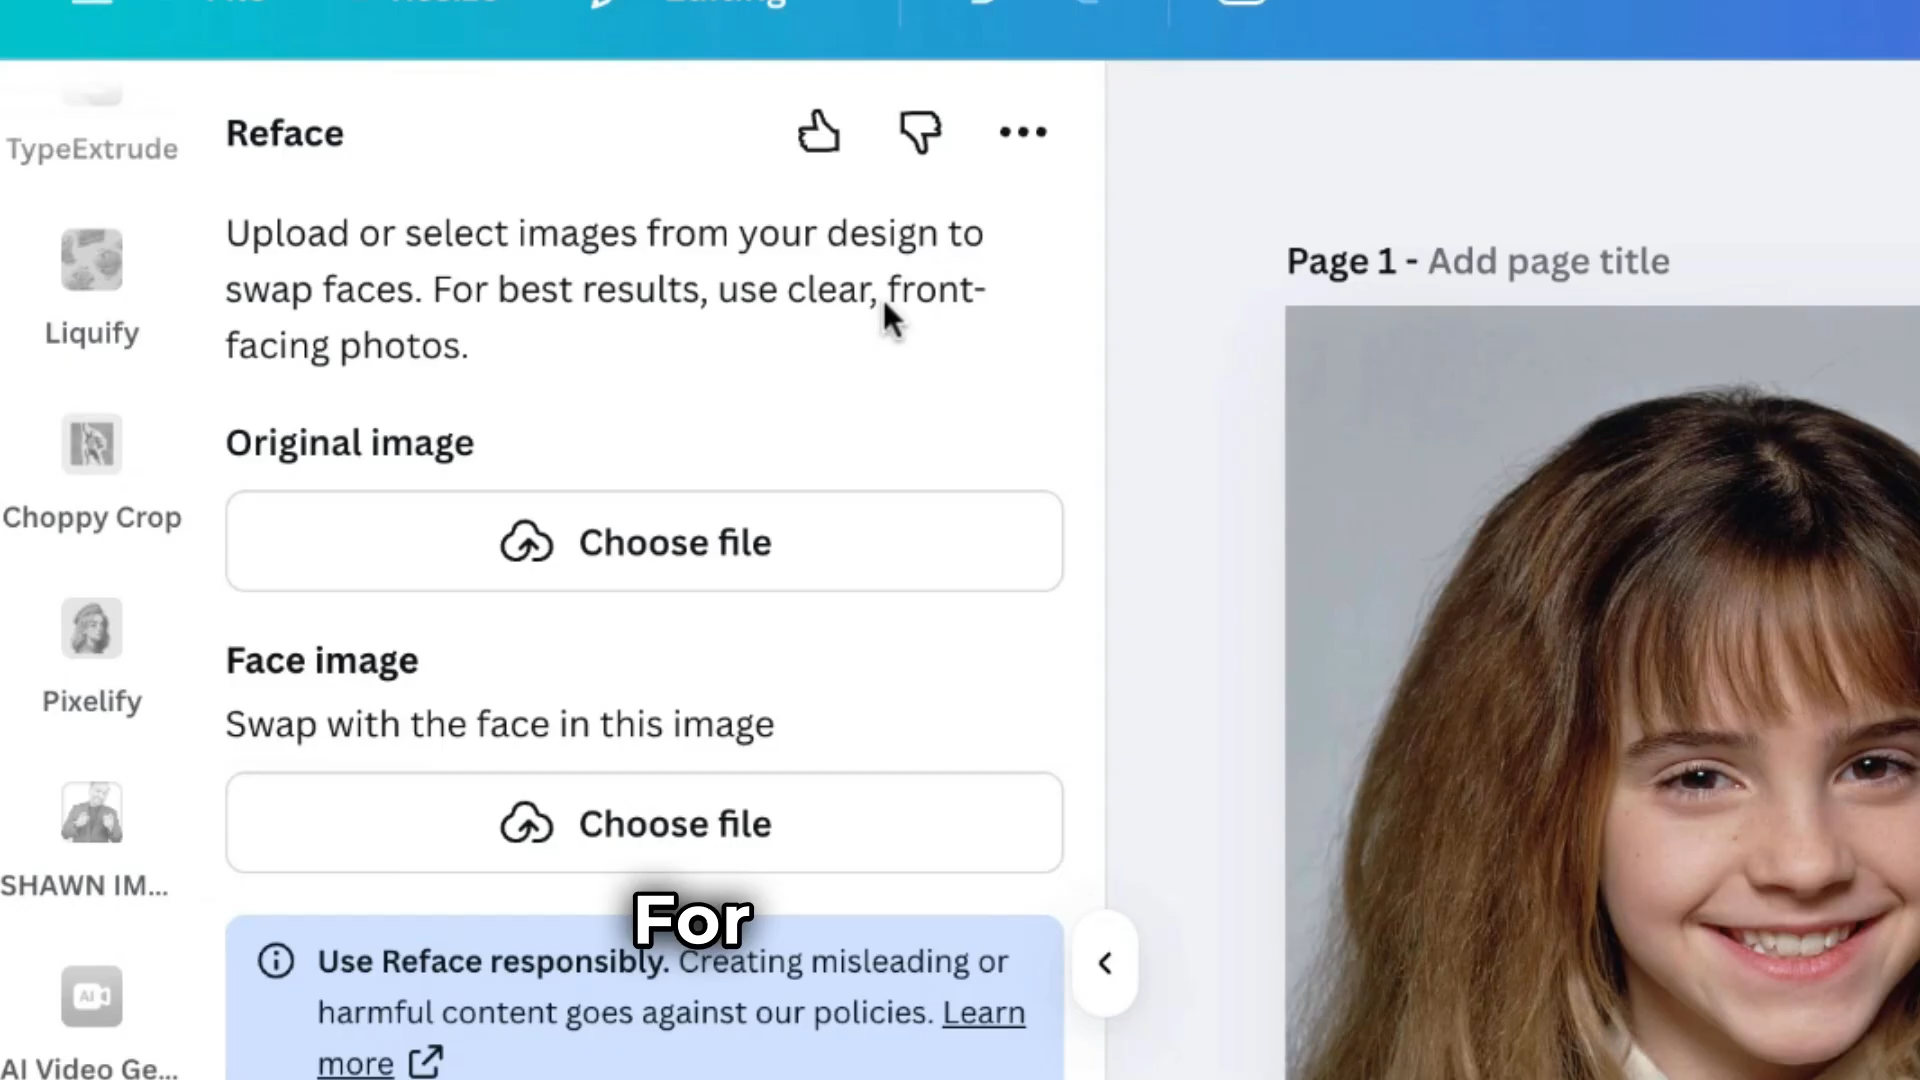 TypeExtrude
Liquify
Choppy Crop
Pixelify
SHAWN IM...
AI
AI Video Ge...
Reface
Upload or select images from your design to
swap faces. For best results, use clear, front-
facing photos.
Original image
Choose file
Face image
Swap with the face in this image
Choose file
For
Use Reface responsibly. Creating misleading or
harmful content goes against our policies. Learn
more
Page 1 - Add page title